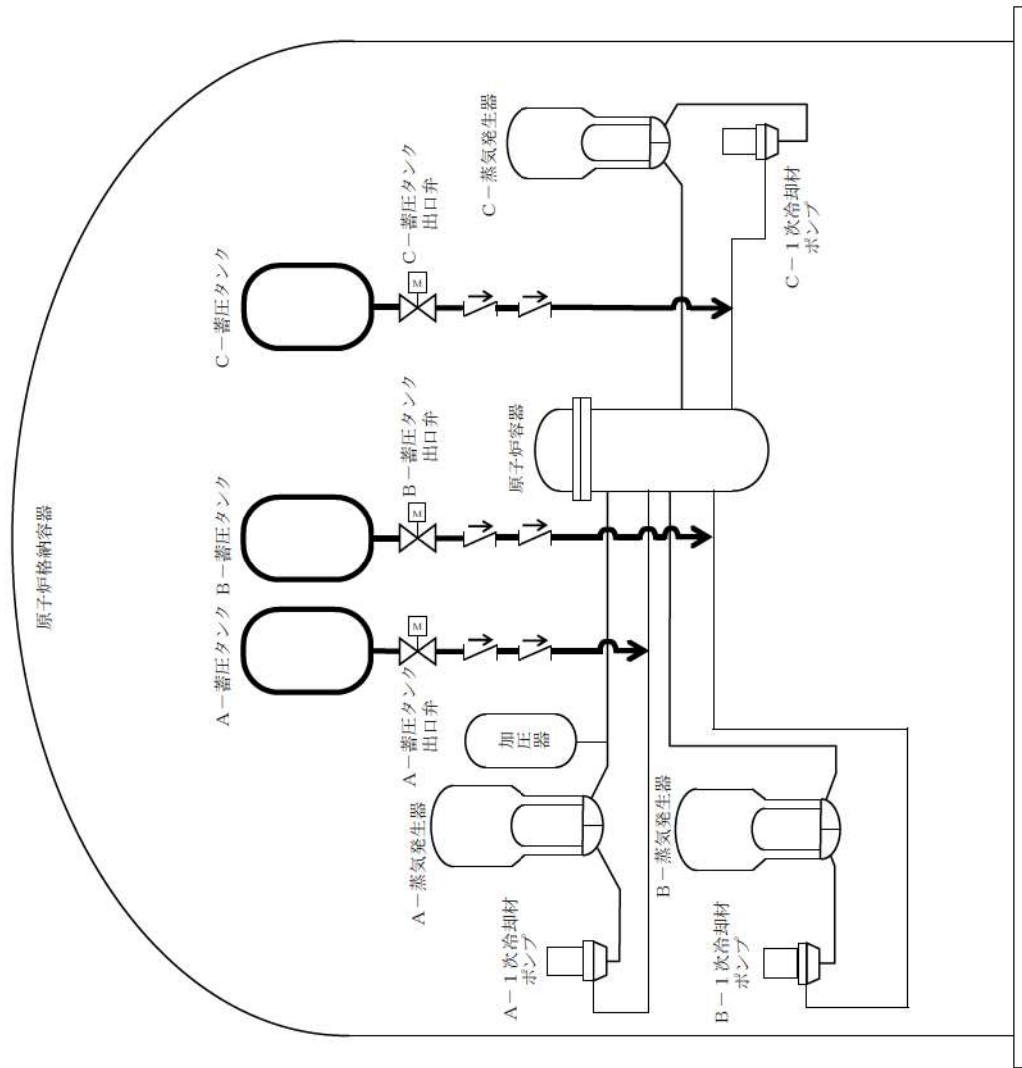 原子炉格納容器
A－蓄圧タンク
B－蓄圧タンク
C－蓄圧タンク
M
A－蓄圧タンク
出口弁
M
B－蓄圧タンク
出口弁
M
C－蓄圧タンク
出口弁
加
圧
器
原子炉容器
A－蒸気発生器
B－蒸気発生器
C－蒸気発生器
A－1次冷却材
ポンプ
B－1次冷却材
ポンプ
C－1次冷却材
ポンプ